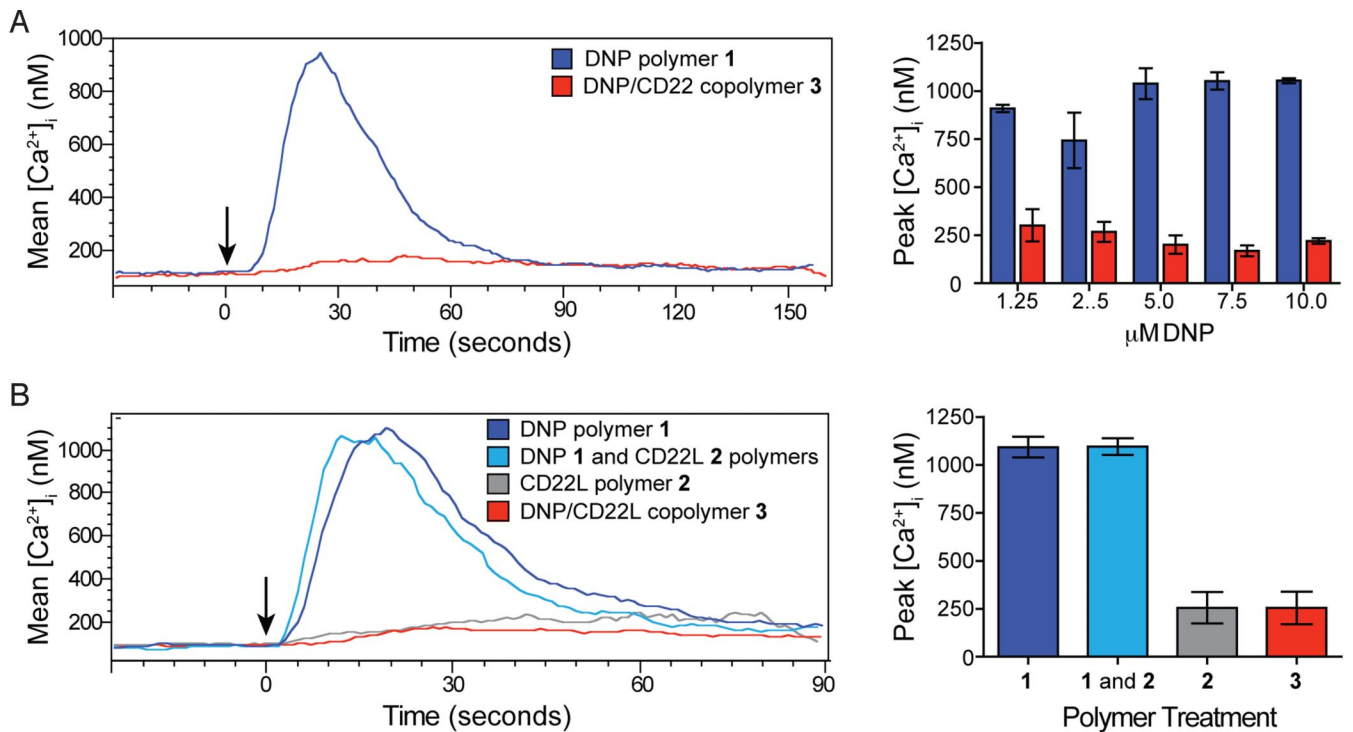 A
Mean [Ca²⁺]ᵢ (nM)
1000
800
600
400
200
DNP polymer 1
DNP/CD22 copolymer 3
0 30 60 90 120 150
Time (seconds)
Peak [Ca²⁺]ᵢ (nM)
1250
1000
750
500
250
0
1.25 2..5 5.0 7.5 10.0
μM DNP
B
Mean [Ca²⁺]ᵢ (nM)
1000
800
600
400
200
DNP polymer 1
DNP 1 and CD22L 2 polymers
CD22L polymer 2
DNP/CD22L copolymer 3
0 30 60 90
Time (seconds)
Peak [Ca²⁺]ᵢ (nM)
1250
1000
750
500
250
0
1 1 and 2 2 3
Polymer Treatment